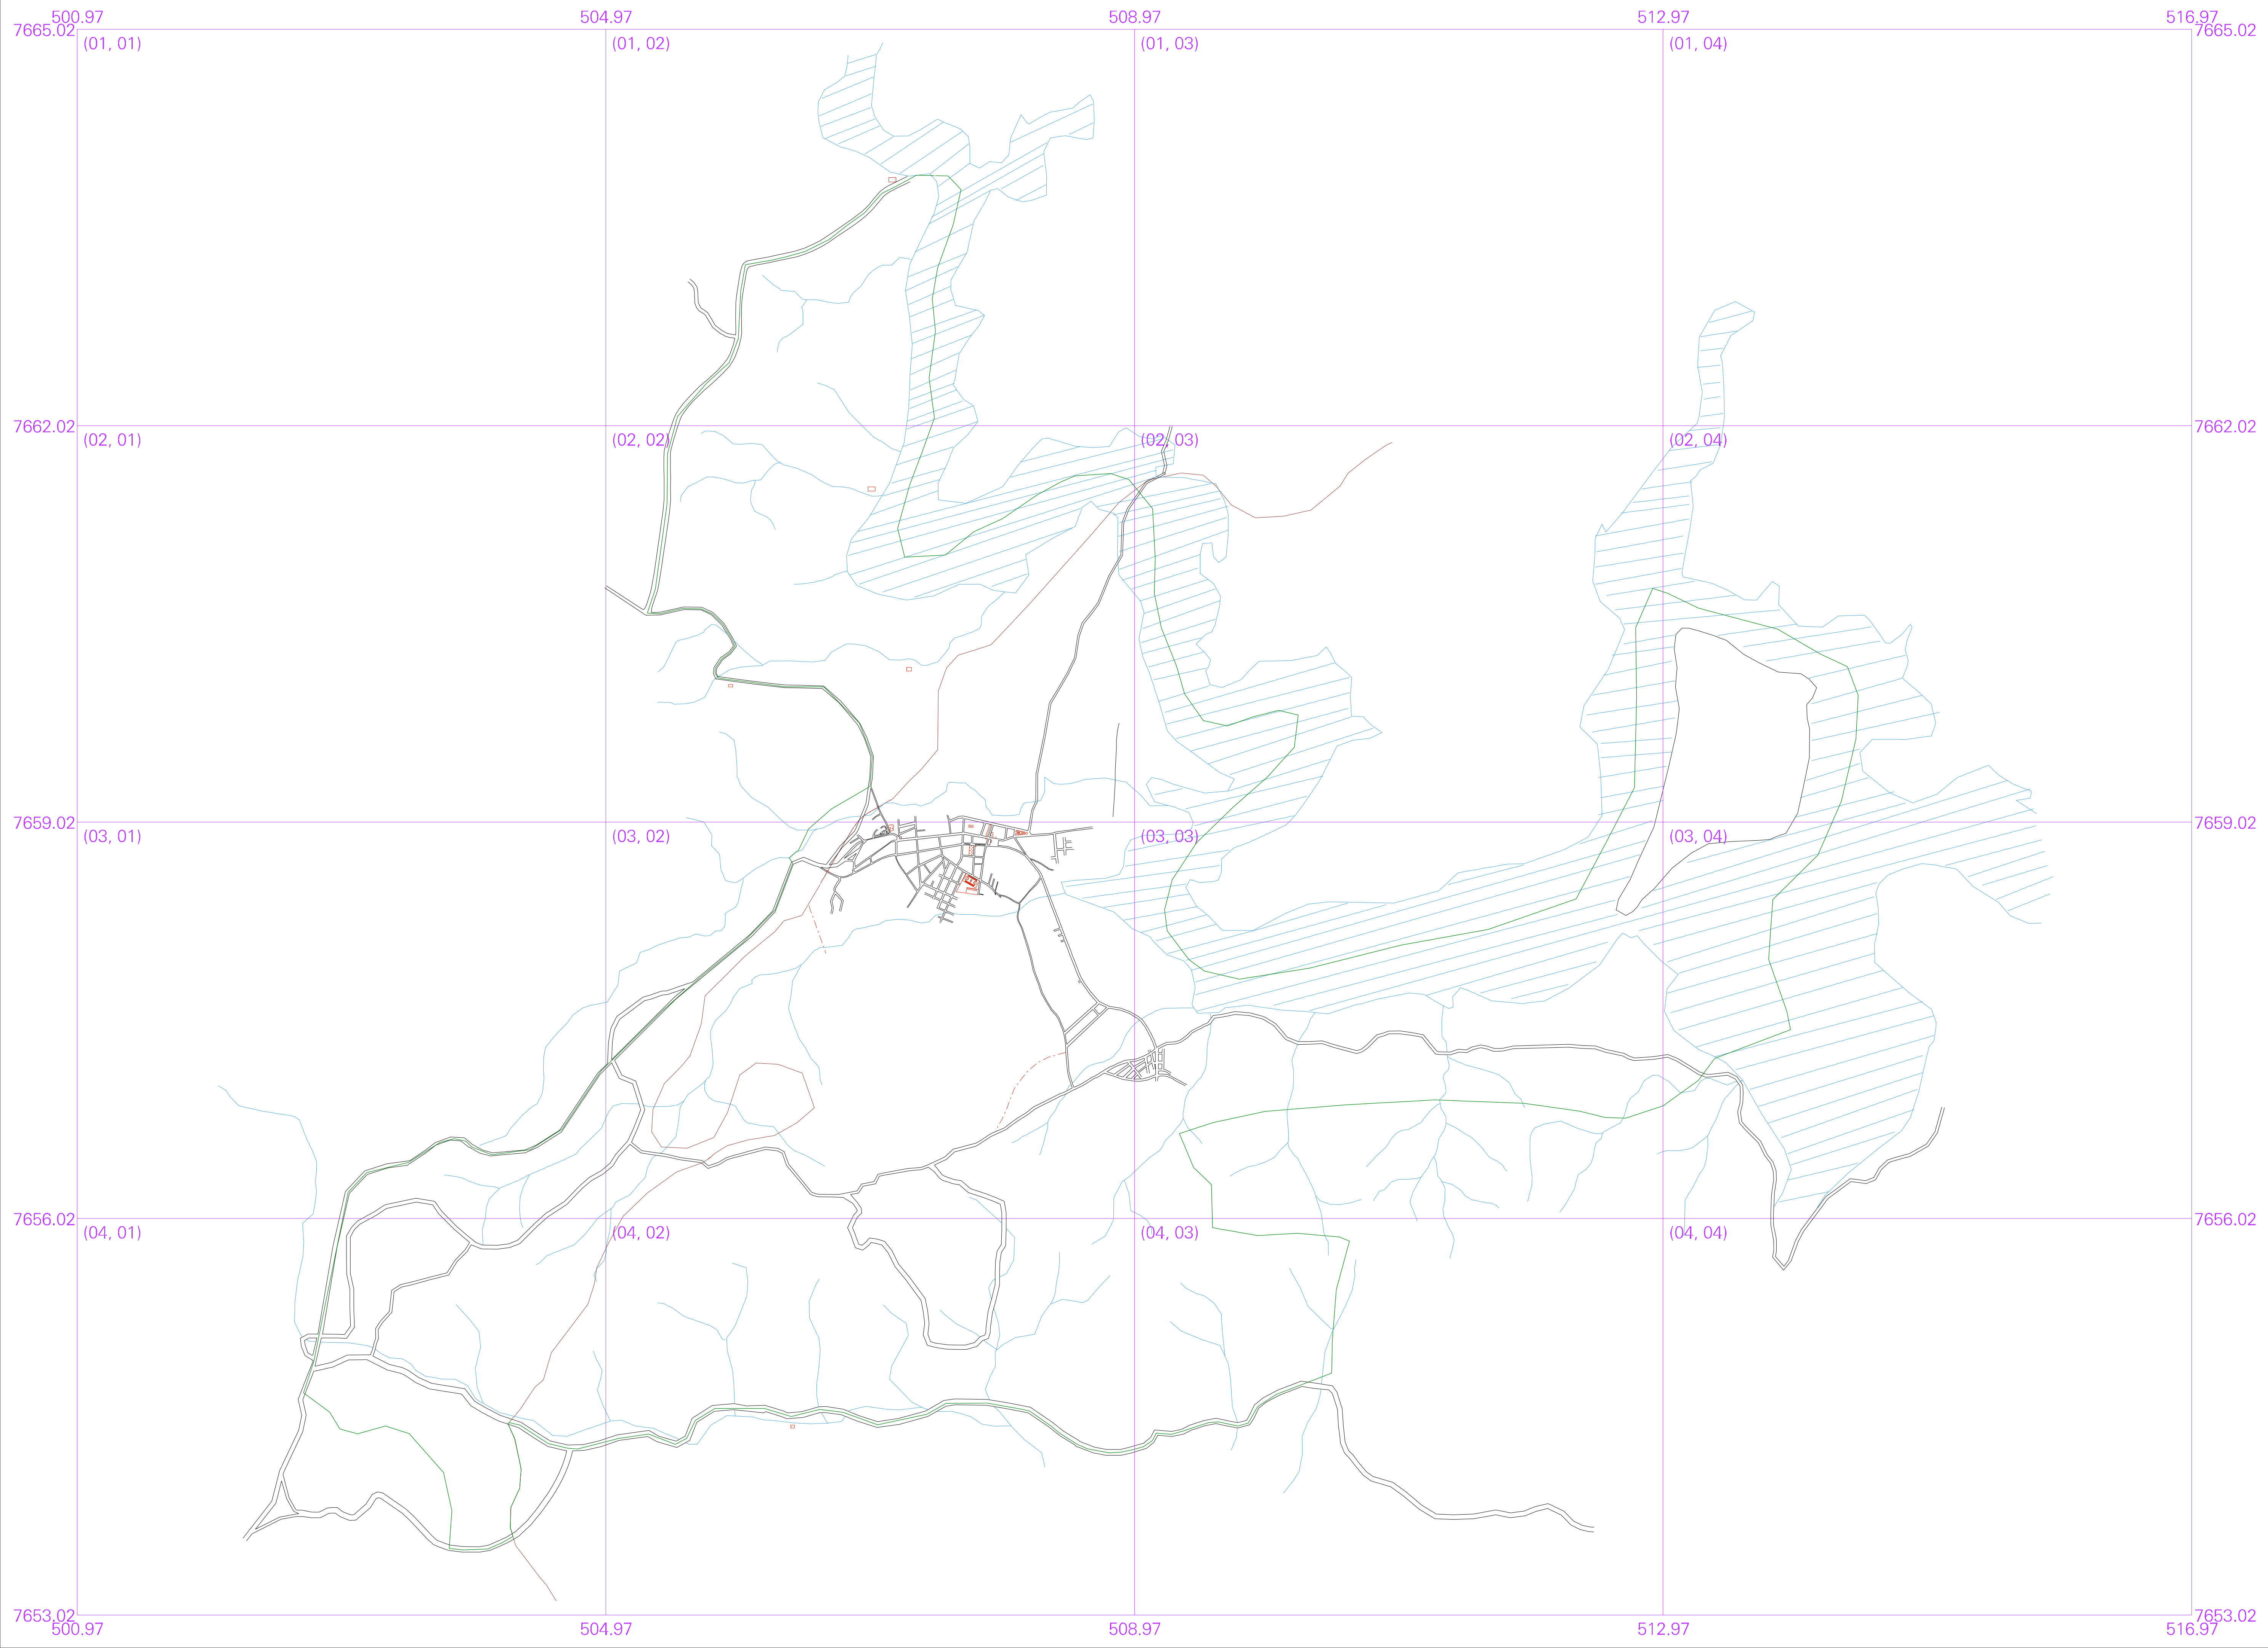 500.97 504.97 508.97 512.97 516.97
7665.02 7665.02
(01, 01) (01, 02) (01, 03) (01, 04)
7662.02 7662.02
(02, 01) (02, 02) (02, 03) (02, 04)
7659.02 7659.02
(03, 01) (03, 02) (03, 03) (03, 04)
7656.02 7656.02
(04, 01) (04, 02) (04, 03) (04, 04)
7653.02 7653.02
500.97 504.97 508.97 512.97 516.97